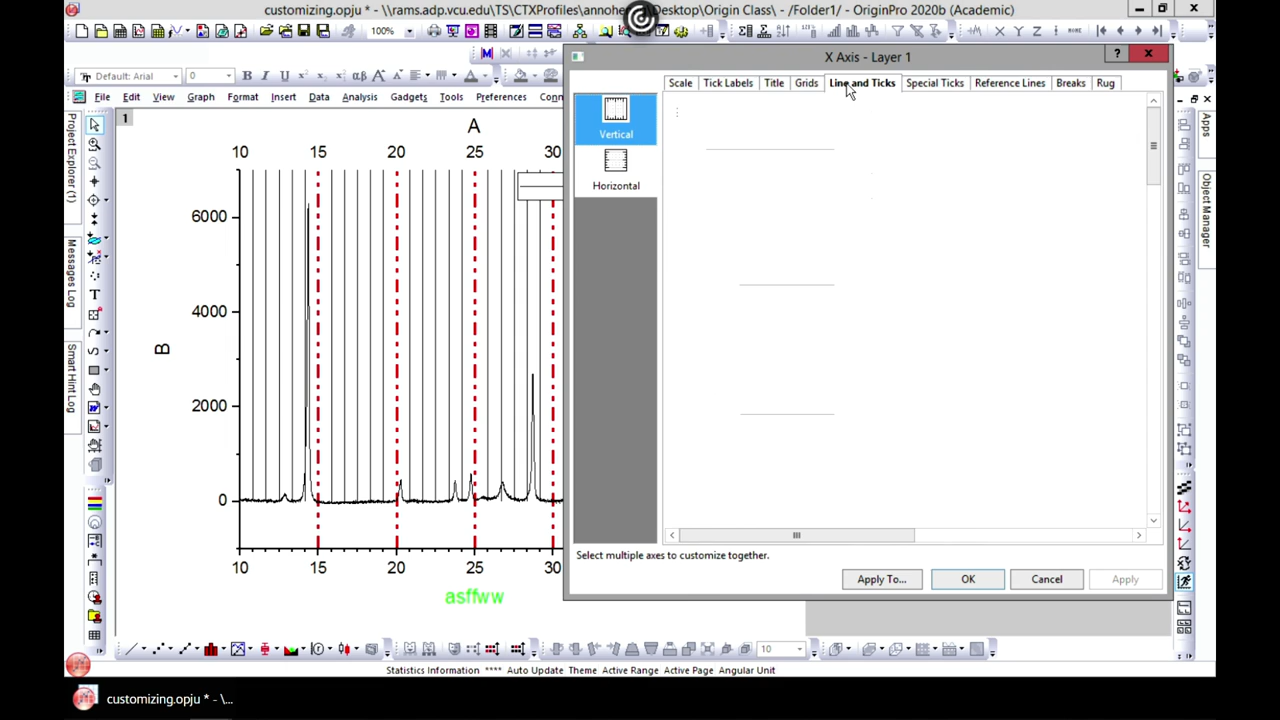 customizing.opju * - \\rams.adp.vcu.edu\TS\CTXProfiles\annohe
\Desktop\Origin Class\ - /Folder1/ - OriginPro 2020b (Academic)
100%
Default: Arial
0
B I U
File Edit View Graph Format Insert Data Analysis Gadgets Tools Preferences
Project Explorer (1)
Messages Log
Smart Hint Log
Apps
Object Manager
1
A
10 15 20 25 30
6000
4000
2000
0
B
10 15 20 25 30
asffww
X Axis - Layer 1
?
Scale Tick Labels Title Grids Line and Ticks Special Ticks Reference Lines Breaks Rug
Vertical
Horizontal
Select multiple axes to customize together.
Apply To... OK Cancel Apply
10
Statistics Information **** Auto Update Theme Active Range Active Page Angular Unit
customizing.opju * - \...